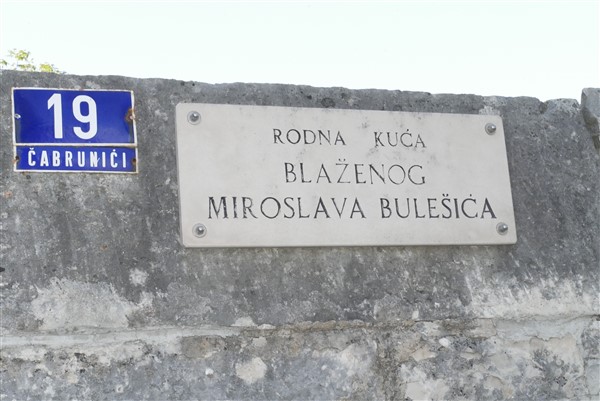 19
ČABRUNIĆI
RODNA KUĆA
BLAŽENOG
MIROSLAVA BULEŠIĆA